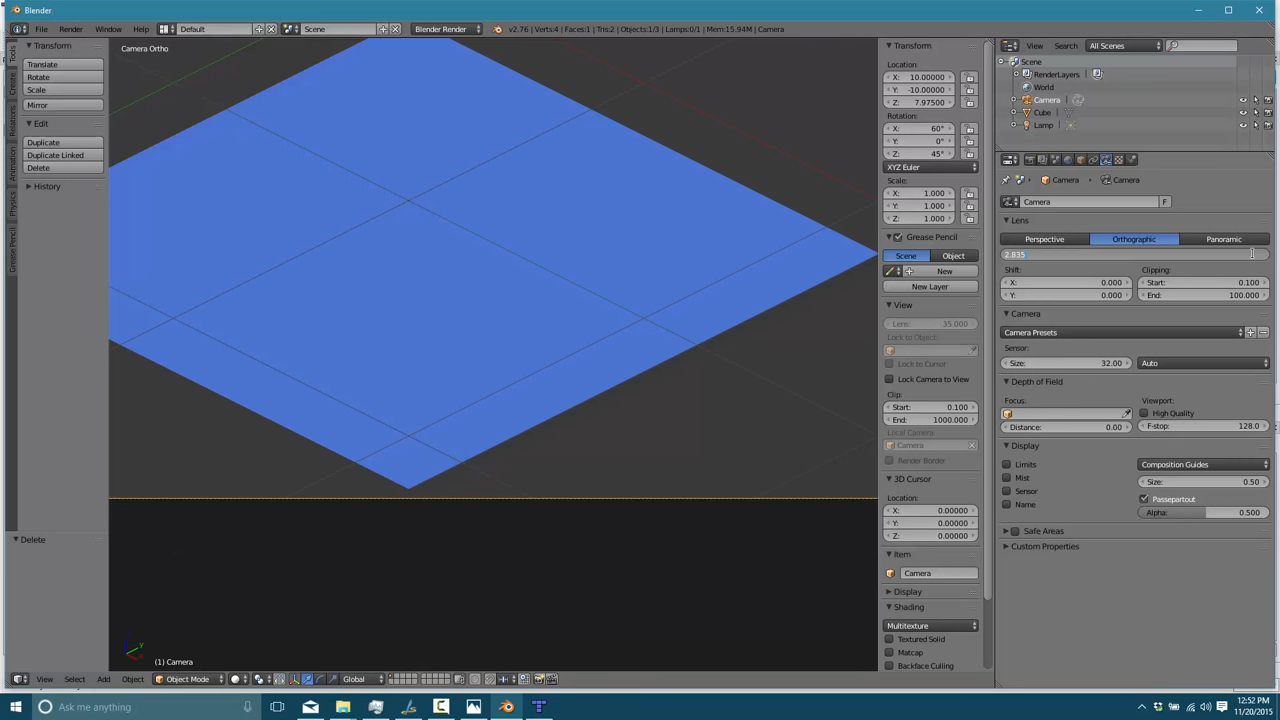 Blender
File Render Window Help Default Scene Blender Render v2.76 | Verts:4 | Faces:1 | Tris:2 | Objects:1/3 | Lamps:0/1 | Mem:15.94M | Camera
Transform
Translate
Rotate
Scale
Mirror
Edit
Duplicate
Duplicate Linked
Delete
History
Tools
Create
Relations
Animation
Physics
Grease Pencil
Delete
Camera Ortho
(1) Camera
Transform
Location:
X: 10.00000
Y: -10.00000
Z: 7.97500
Rotation:
X: 60°
Y: 0°
Z: 45°
XYZ Euler
Scale:
X: 1.000
Y: 1.000
Z: 1.000
Grease Pencil
Scene Object
New
New Layer
View
Lens: 35.000
Lock to Object:
Lock to Cursor
Lock Camera to View
Clip:
Start: 0.100
End: 1000.000
Local Camera
Camera
Render Border
3D Cursor
Location:
X: 0.00000
Y: 0.00000
Z: 0.00000
Item
Camera
Display
Shading
Multitexture
Textured Solid
Matcap
Backface Culling
View Search All Scenes
Scene
RenderLayers
World
Camera
Cube
Lamp
Camera Camera
Camera F
Lens
Perspective Orthographic Panoramic
2.835
Shift: Clipping:
X: 0.000 Start: 0.100
Y: 0.000 End: 100.000
Camera
Camera Presets
Sensor:
Size: 32.00 Auto
Depth of Field
Focus: Viewport:
High Quality
Distance: 0.00 F-stop: 128.0
Display
Limits Composition Guides
Mist Size: 0.50
Sensor Passepartout
Name Alpha: 0.500
Safe Areas
Custom Properties
View Select Add Object Object Mode Global
Ask me anything
12:52 PM
11/20/2015